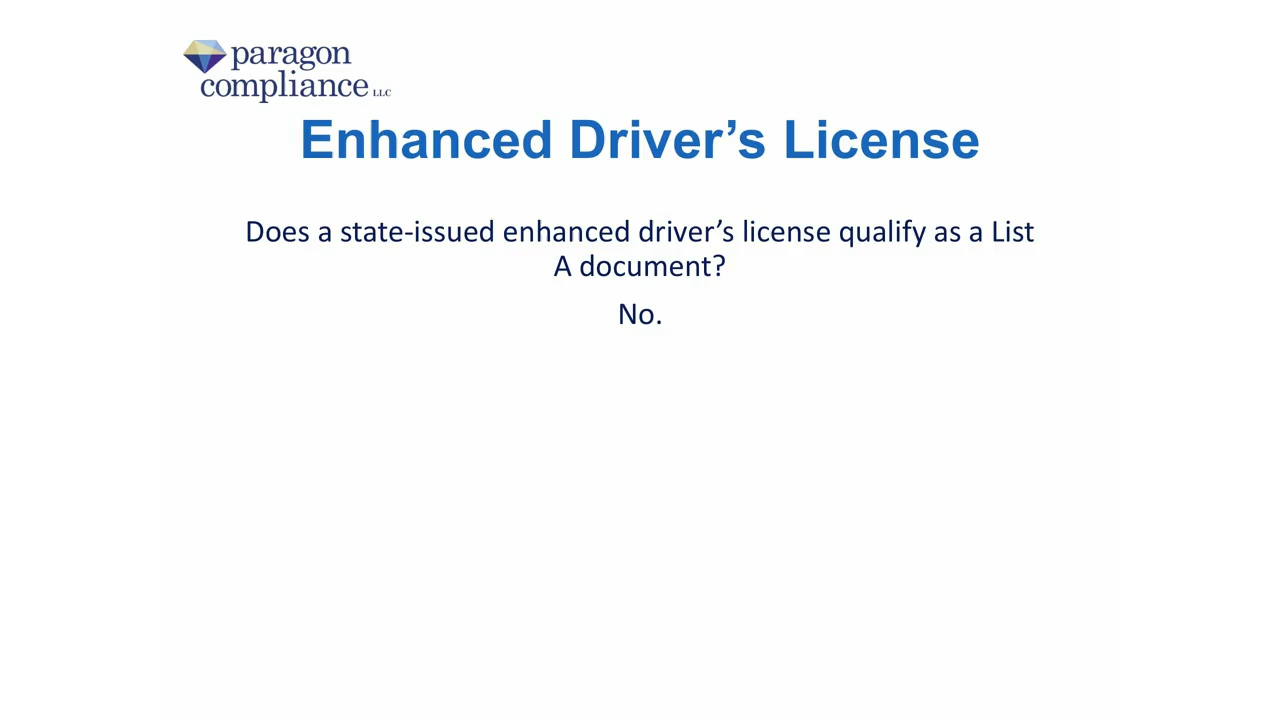 paragon
compliance LLC
Enhanced Driver’s License
Does a state-issued enhanced driver’s license qualify as a List
A document?
No.